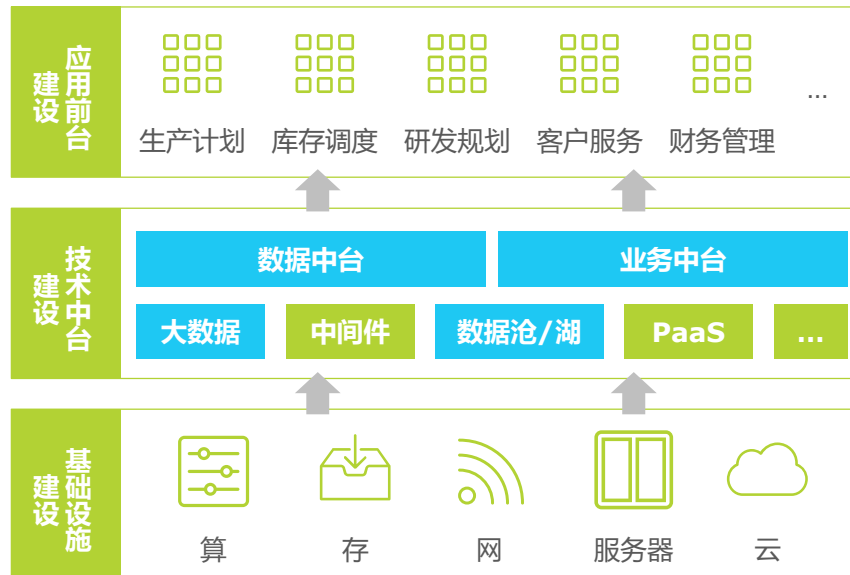 应用前台
建设
生产计划 库存调度 研发规划 客户服务 财务管理 ...
技术中台
建设
数据中台 业务中台
大数据 中间件 数据沧/湖 PaaS ...
基础设施
建设
算 存 网 服务器 云